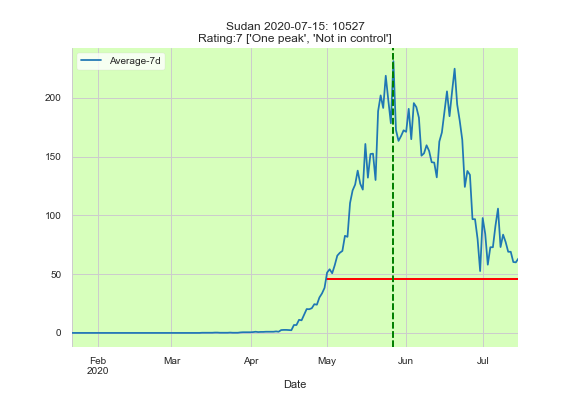 Sudan 2020-07-15: 10527
Rating:7 ['One peak', 'Not in control']
Average-7d
200
150
100
50
0
Feb Mar Apr May Jun Jul
2020
Date